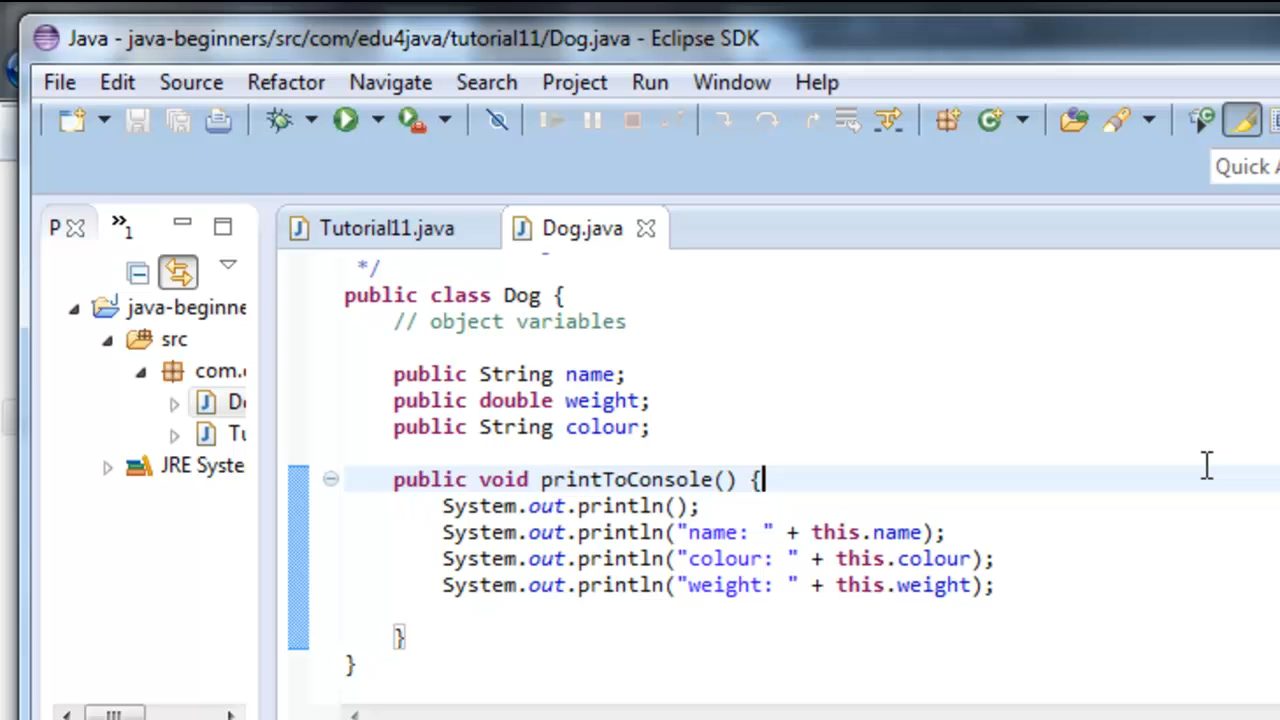 Java - java-beginners/src/com/edu4java/tutorial11/Dog.java - Eclipse SDK
File Edit Source Refactor Navigate Search Project Run Window Help
Quick A
P
1
Tutorial11.java
Dog.java
java-beginne
src
com.
D
Tu
JRE Syste
*/
public class Dog {
// object variables
public String name;
public double weight;
public String colour;
public void printToConsole() {
System.out.println();
System.out.println("name: " + this.name);
System.out.println("colour: " + this.colour);
System.out.println("weight: " + this.weight);
}
}